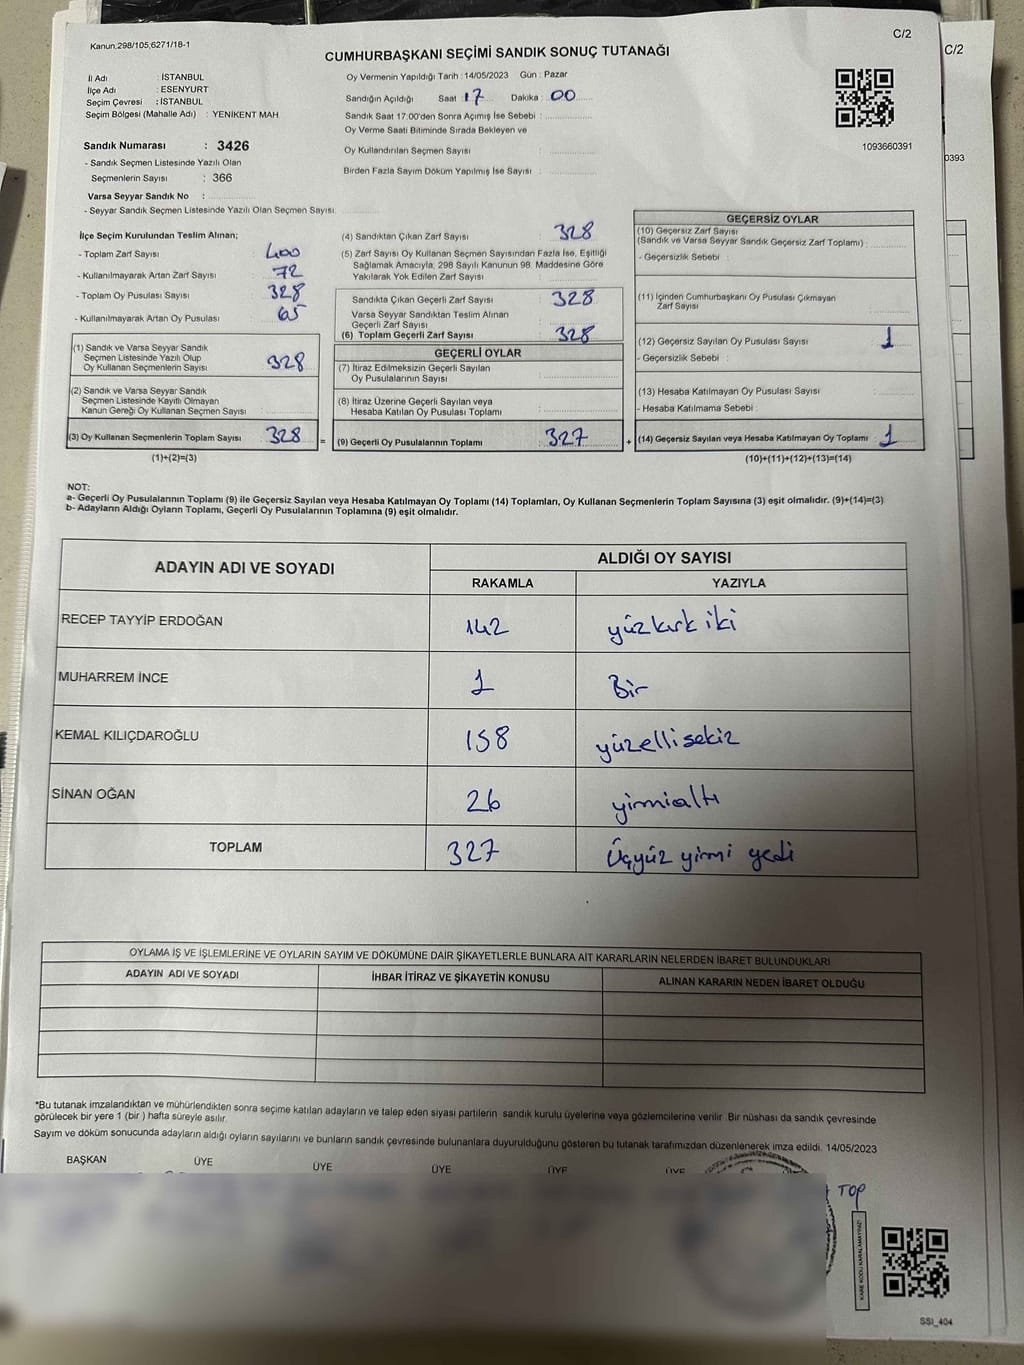 Kanun.298/105;6271/18-1
C/2
C/2
CUMHURBAŞKANI SEÇİMİ SANDIK SONUÇ TUTANAĞI
İl Adı : İSTANBUL
İlçe Adı : ESENYURT
Seçim Çevresi : İSTANBUL
Seçim Bölgesi (Mahalle Adı) : YENİKENT MAH.
Oy Vermenin Yapıldığı Tarih :14/05/2023 Gün : Pazar
Sandığın Açıldığı Saat :17 Dakika :00
Sandık Saat 17:00'den Sonra Açımış İse Sebebi :
Oy Verme Saati Bitiminde Sırada Bekleyen ve
Oy Kullandırılan Seçmen Sayısı :
Birden Fazla Sayım Döküm Yapılmış İse Sayısı :
1093660391
0393
Sandık Numarası : 3426
- Sandık Seçmen Listesinde Yazılı Olan
Seçmenlerin Sayısı : 366
Varsa Seyyar Sandık No :
- Seyyar Sandık Seçmen Listesinde Yazılı Olan Seçmen Sayısı:
İlçe Seçim Kurulundan Teslim Alınan;
- Toplam Zarf Sayısı : 400
- Kullanılmayarak Artan Zarf Sayısı : 72
- Toplam Oy Pusulası Sayısı : 328
- Kullanılmayarak Artan Oy Pusulası : 65
(1) Sandık ve Varsa Seyyar Sandık
Seçmen Listesinde Yazılı Olup
Oy Kullanan Seçmenlerin Sayısı : 328
(2) Sandık ve Varsa Seyyar Sandık
Seçmen Listesinde Kayıtlı Olmayan
Kanun Gereği Oy Kullanan Seçmen Sayısı :
(3) Oy Kullanan Seçmenlerin Toplam Sayısı : 328 =
(1)+(2)=(3)
(4) Sandıktan Çıkan Zarf Sayısı : 328
(5) Zarf Sayısı Oy Kullanan Seçmen Sayısından Fazla İse, Eşitliği
Sağlamak Amacıyla, 298 Sayılı Kanunun 98. Maddesine Göre
Yakılarak Yok Edilen Zarf Sayısı :
Sandıkta Çıkan Geçerli Zarf Sayısı : 328
Varsa Seyyar Sandıktan Teslim Alınan
Geçerli Zarf Sayısı :
(6) Toplam Geçerli Zarf Sayısı : 328
GEÇERLİ OYLAR
(7) İtiraz Edilmeksizin Geçerli Sayılan
Oy Pusulalarının Sayısı :
(8) İtiraz Üzerine Geçerli Sayılan veya
Hesaba Katılan Oy Pusulaları Toplamı :
(9) Geçerli Oy Pusulalarının Toplamı : 327 +
GEÇERSİZ OYLAR
(10) Geçersiz Zarf Sayısı
(Sandık ve Varsa Seyyar Sandık Geçersiz Zarf Toplamı) :
- Geçersizlik Sebebi :
(11) İçinden Cumhurbaşkanı Oy Pusulası Çıkmayan
Zarf Sayısı :
(12) Geçersiz Sayılan Oy Pusulası Sayısı : 1
- Geçersizlik Sebebi :
(13) Hesaba Katılmayan Oy Pusulası Sayısı :
- Hesaba Katılmama Sebebi :
(14) Geçersiz Sayılan veya Hesaba Katılmayan Oy Toplamı : 1
(10)+(11)+(12)+(13)=(14)
NOT:
a- Geçerli Oy Pusulalarının Toplamı (9) ile Geçersiz Sayılan veya Hesaba Katılmayan Oy Toplamı (14) Toplamları, Oy Kullanan Seçmenlerin Toplam Sayısına (3) eşit olmalıdır. (9)+(14)=(3)
b- Adayların Aldığı Oyların Toplamı, Geçerli Oy Pusulalarının Toplamına (9) eşit olmalıdır.
ADAYIN ADI VE SOYADI ALDIĞI OY SAYISI
RAKAMLA YAZIYLA
RECEP TAYYİP ERDOĞAN 142 yüzkırk iki
MUHARREM İNCE 1 Bir
KEMAL KILIÇDAROĞLU 158 yüzellisekiz
SİNAN OĞAN 26 yirmialtı
TOPLAM 327 Üçyüz yirmi yedi
OYLAMA İŞ VE İŞLEMLERİNE VE OYLARIN SAYIM VE DÖKÜMÜNE DAİR ŞİKAYETLERLE BUNLARA AİT KARARLARIN NELERDEN İBARET BULUNDUKLARI
ADAYIN ADI VE SOYADI İHBAR İTİRAZ VE ŞİKAYETİN KONUSU ALINAN KARARIN NEDEN İBARET OLDUĞU
*Bu tutanak imzalandıktan ve mühürlendikten sonra seçime katılan adayların ve talep eden siyasi partilerin sandık kurulu üyelerine veya gözlemcilerine verilir. Bir nüshası da sandık çevresinde
görülecek bir yere 1 (bir ) hafta süreyle asılır.
Sayım ve döküm sonucunda adayların aldığı oyların sayılarını ve bunların sandık çevresinde bulunanlara duyurulduğunu gösteren bu tutanak tarafımızdan düzenlenerek imza edildi. 14/05/2023
BAŞKAN ÜYE ÜYE ÜYE ÜYE ÜYE
TOP
KARE KODU KARALAMAYINIZ!
SSI_404